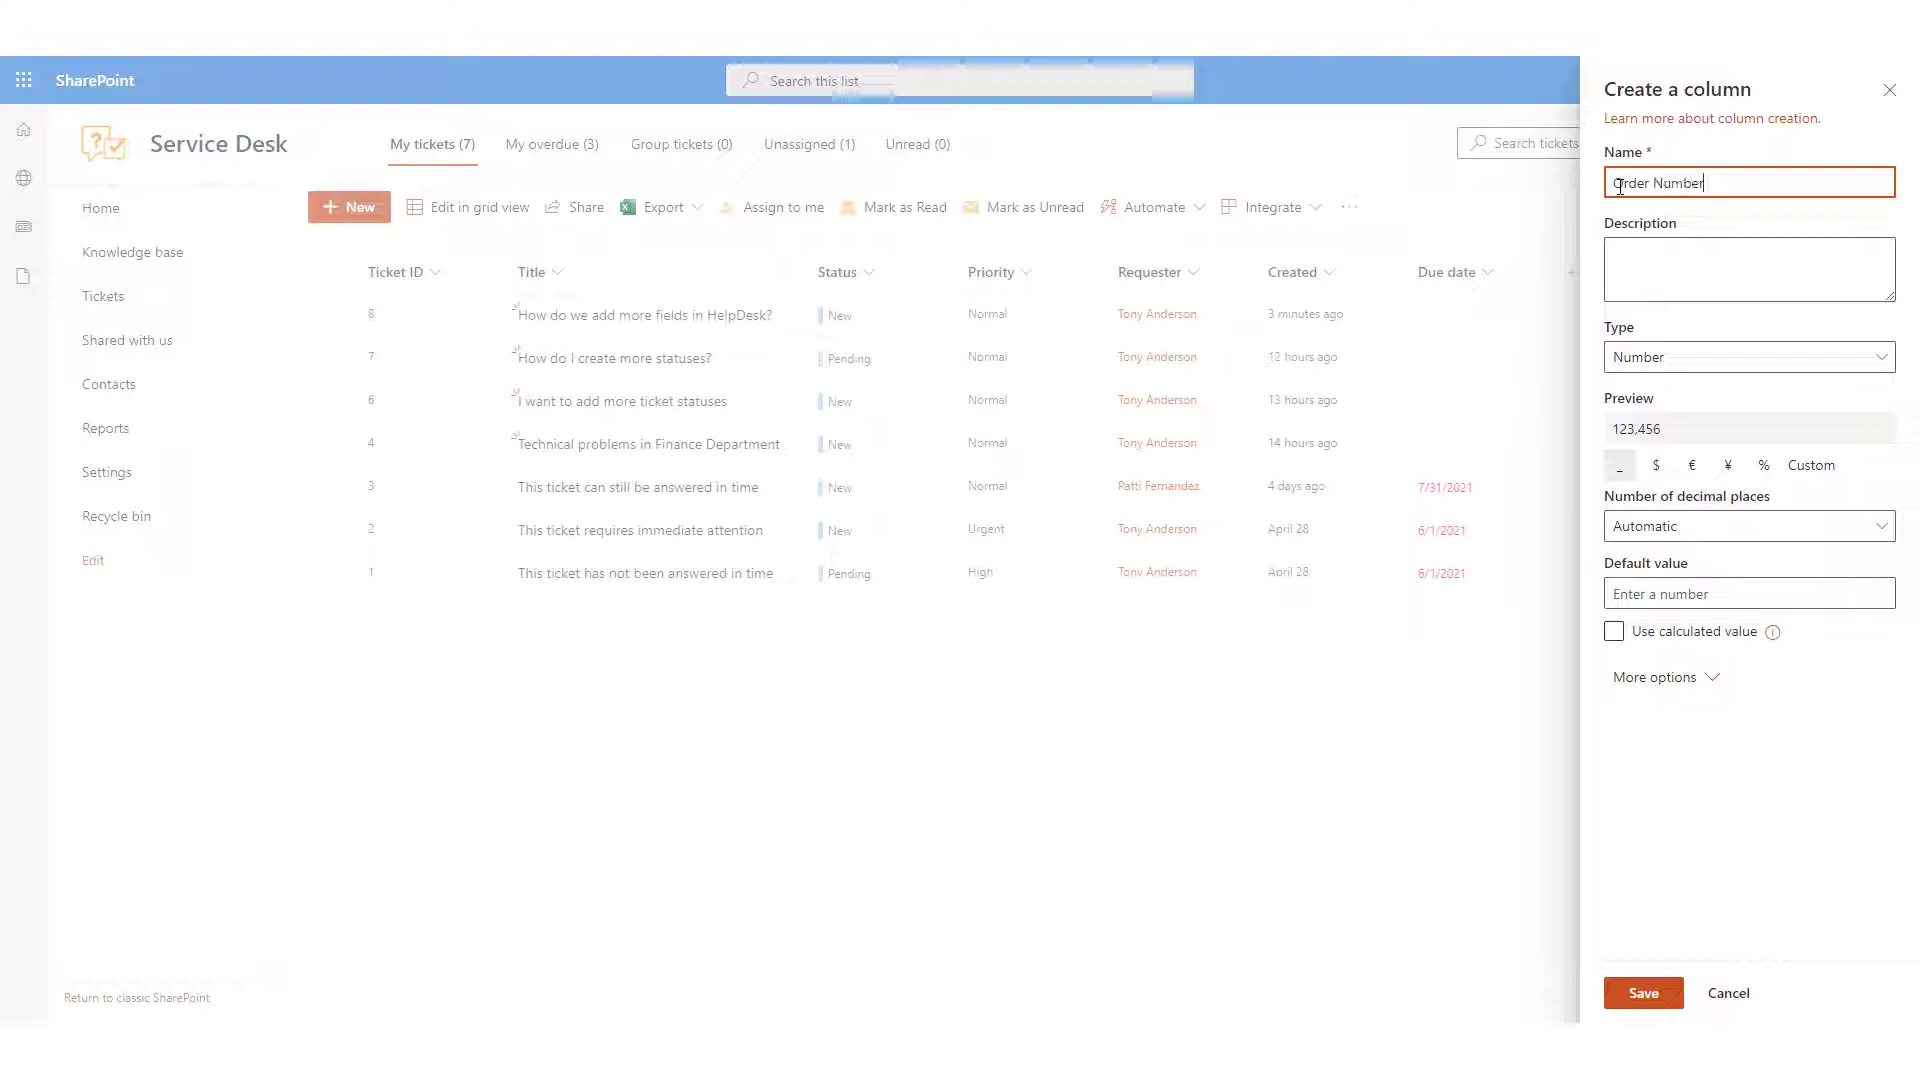 SharePoint
Search this list
Service Desk
My tickets (7)
My overdue (3)
Group tickets (0)
Unassigned (1)
Unread (0)
Search tickets
Home
Knowledge base
Tickets
Shared with us
Contacts
Reports
Settings
Recycle bin
Edit
Return to classic SharePoint
+ New
Edit in grid view
Share
Export
Assign to me
Mark as Read
Mark as Unread
Automate
Integrate
...
Ticket ID Title Status Priority Requester Created Due date +
8 How do we add more fields in HelpDesk? New Normal Tony Anderson 3 minutes ago
7 How do I create more statuses? Pending Normal Tony Anderson 12 hours ago
6 I want to add more ticket statuses New Normal Tony Anderson 13 hours ago
4 Technical problems in Finance Department New Normal Tony Anderson 14 hours ago
3 This ticket can still be answered in time New Normal Patti Fernandez 4 days ago 7/31/2021
2 This ticket requires immediate attention New Urgent Tony Anderson April 28 6/1/2021
1 This ticket has not been answered in time Pending High Tony Anderson April 28 6/1/2021
Create a column
Learn more about column creation.
Name *
Order Number
Description
Type
Number
Preview
123,456
_ $ € ¥ % Custom
Number of decimal places
Automatic
Default value
Enter a number
Use calculated value
More options
Save
Cancel